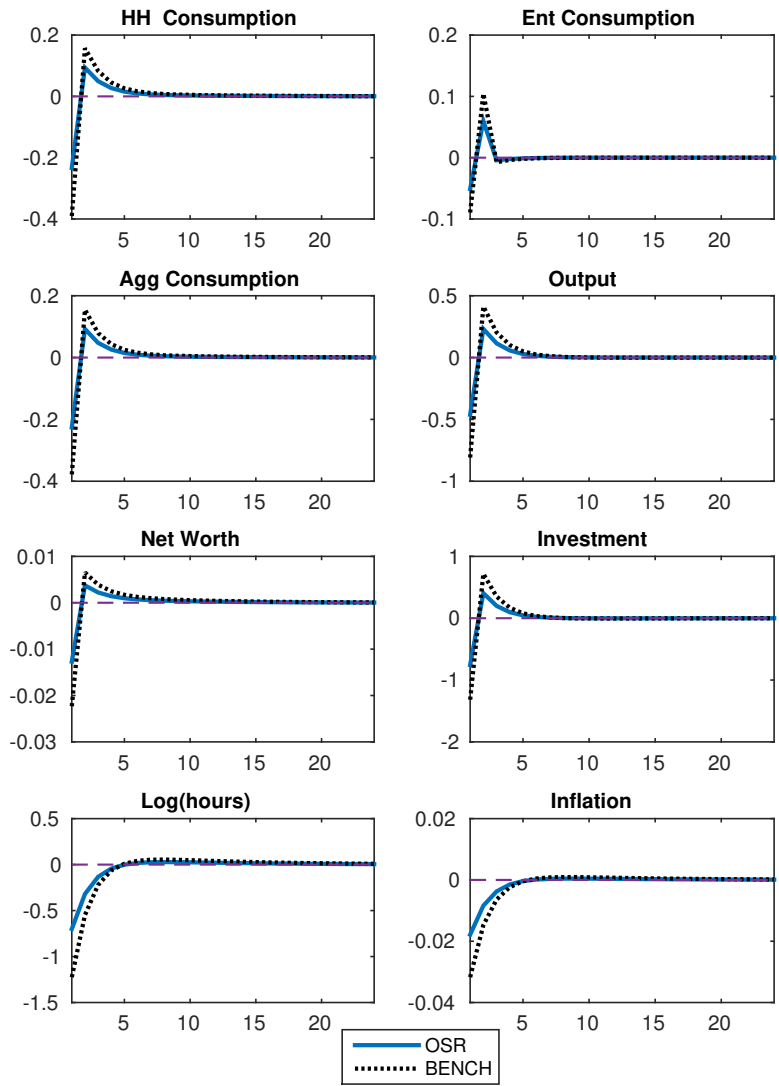 HH  Consumption
0.2
0
-0.2
-0.4
5 10 15 20
Ent Consumption
0.2
0.1
0
-0.1
5 10 15 20
Agg Consumption
0.2
0
-0.2
-0.4
5 10 15 20
Output
0.5
0
-0.5
-1
5 10 15 20
Net Worth
0.01
0
-0.01
-0.02
-0.03
5 10 15 20
Investment
1
0
-1
-2
5 10 15 20
Log(hours)
0.5
0
-0.5
-1
-1.5
5 10 15 20
Inflation
0.02
0
-0.02
-0.04
5 10 15 20
OSR
BENCH